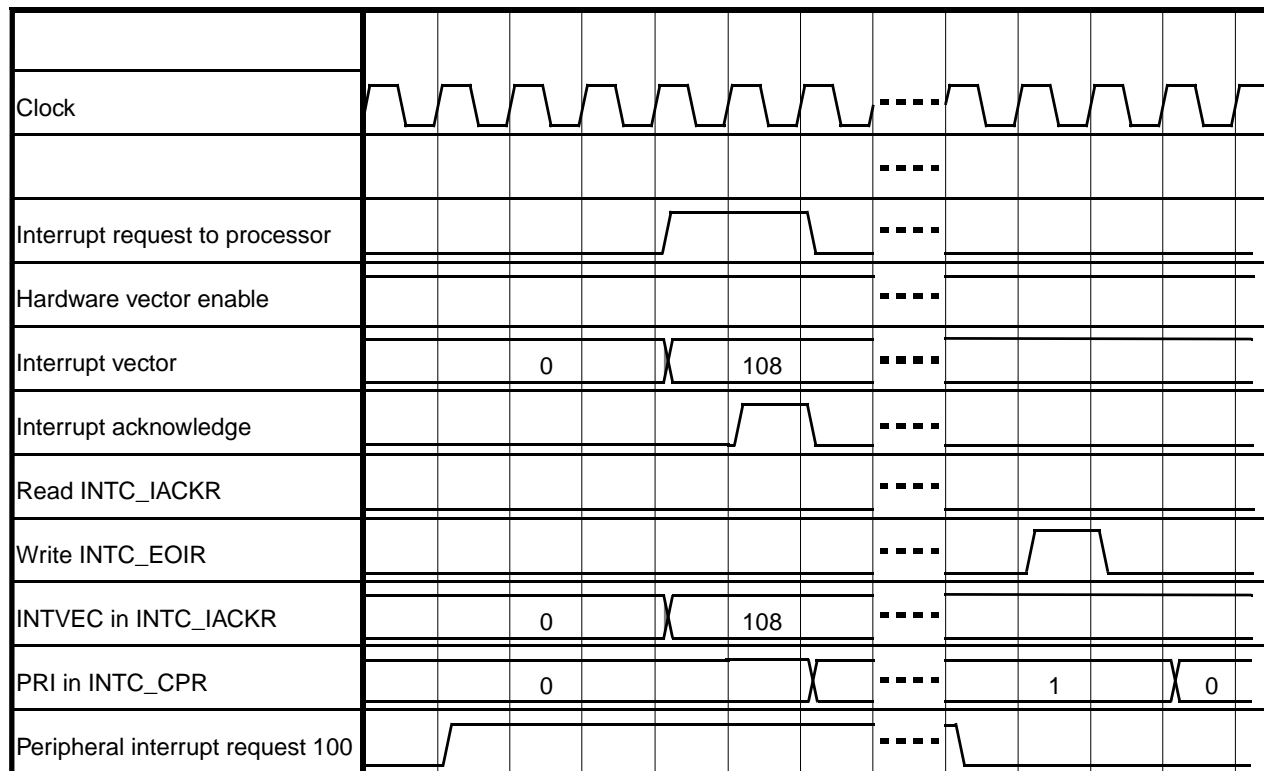 Clock
Interrupt request to processor
Hardware vector enable
Interrupt vector 0 108
Interrupt acknowledge
Read INTC_IACKR
Write INTC_EOIR
INTVEC in INTC_IACKR 0 108
PRI in INTC_CPR 0 1 0
Peripheral interrupt request 100